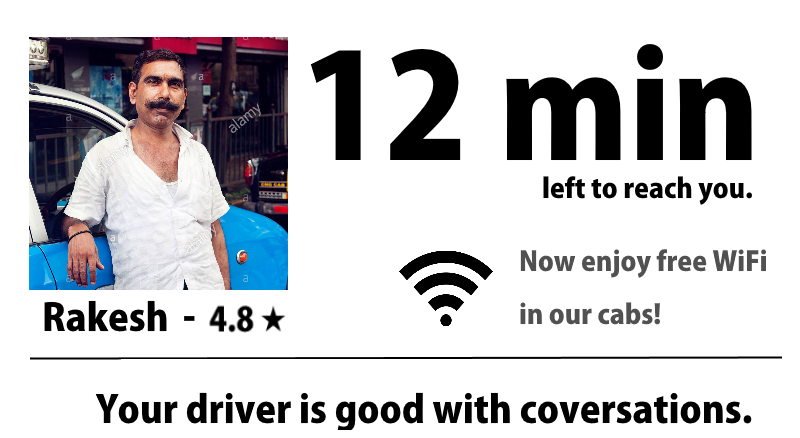 12 min
left to reach you.
alamy
a
a
a
a
a
Now enjoy free WiFi
in our cabs!
Rakesh - 4.8 ★
Your driver is good with coversations.